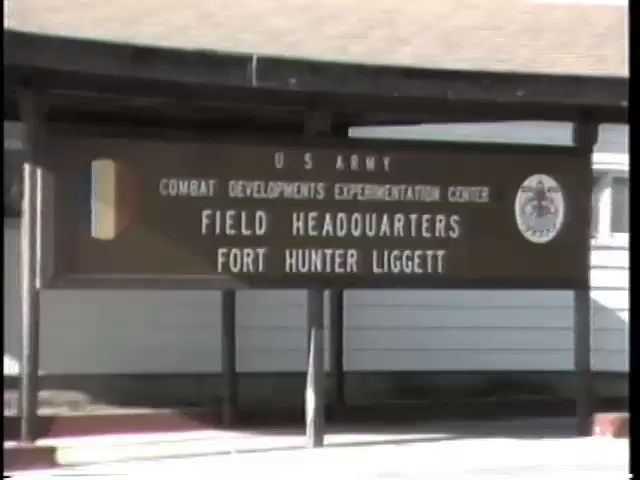 U S ARMY
COMBAT DEVELOPMENTS EXPERIMENTATION CENTER
FIELD HEADQUARTERS
FORT HUNTER LIGGETT